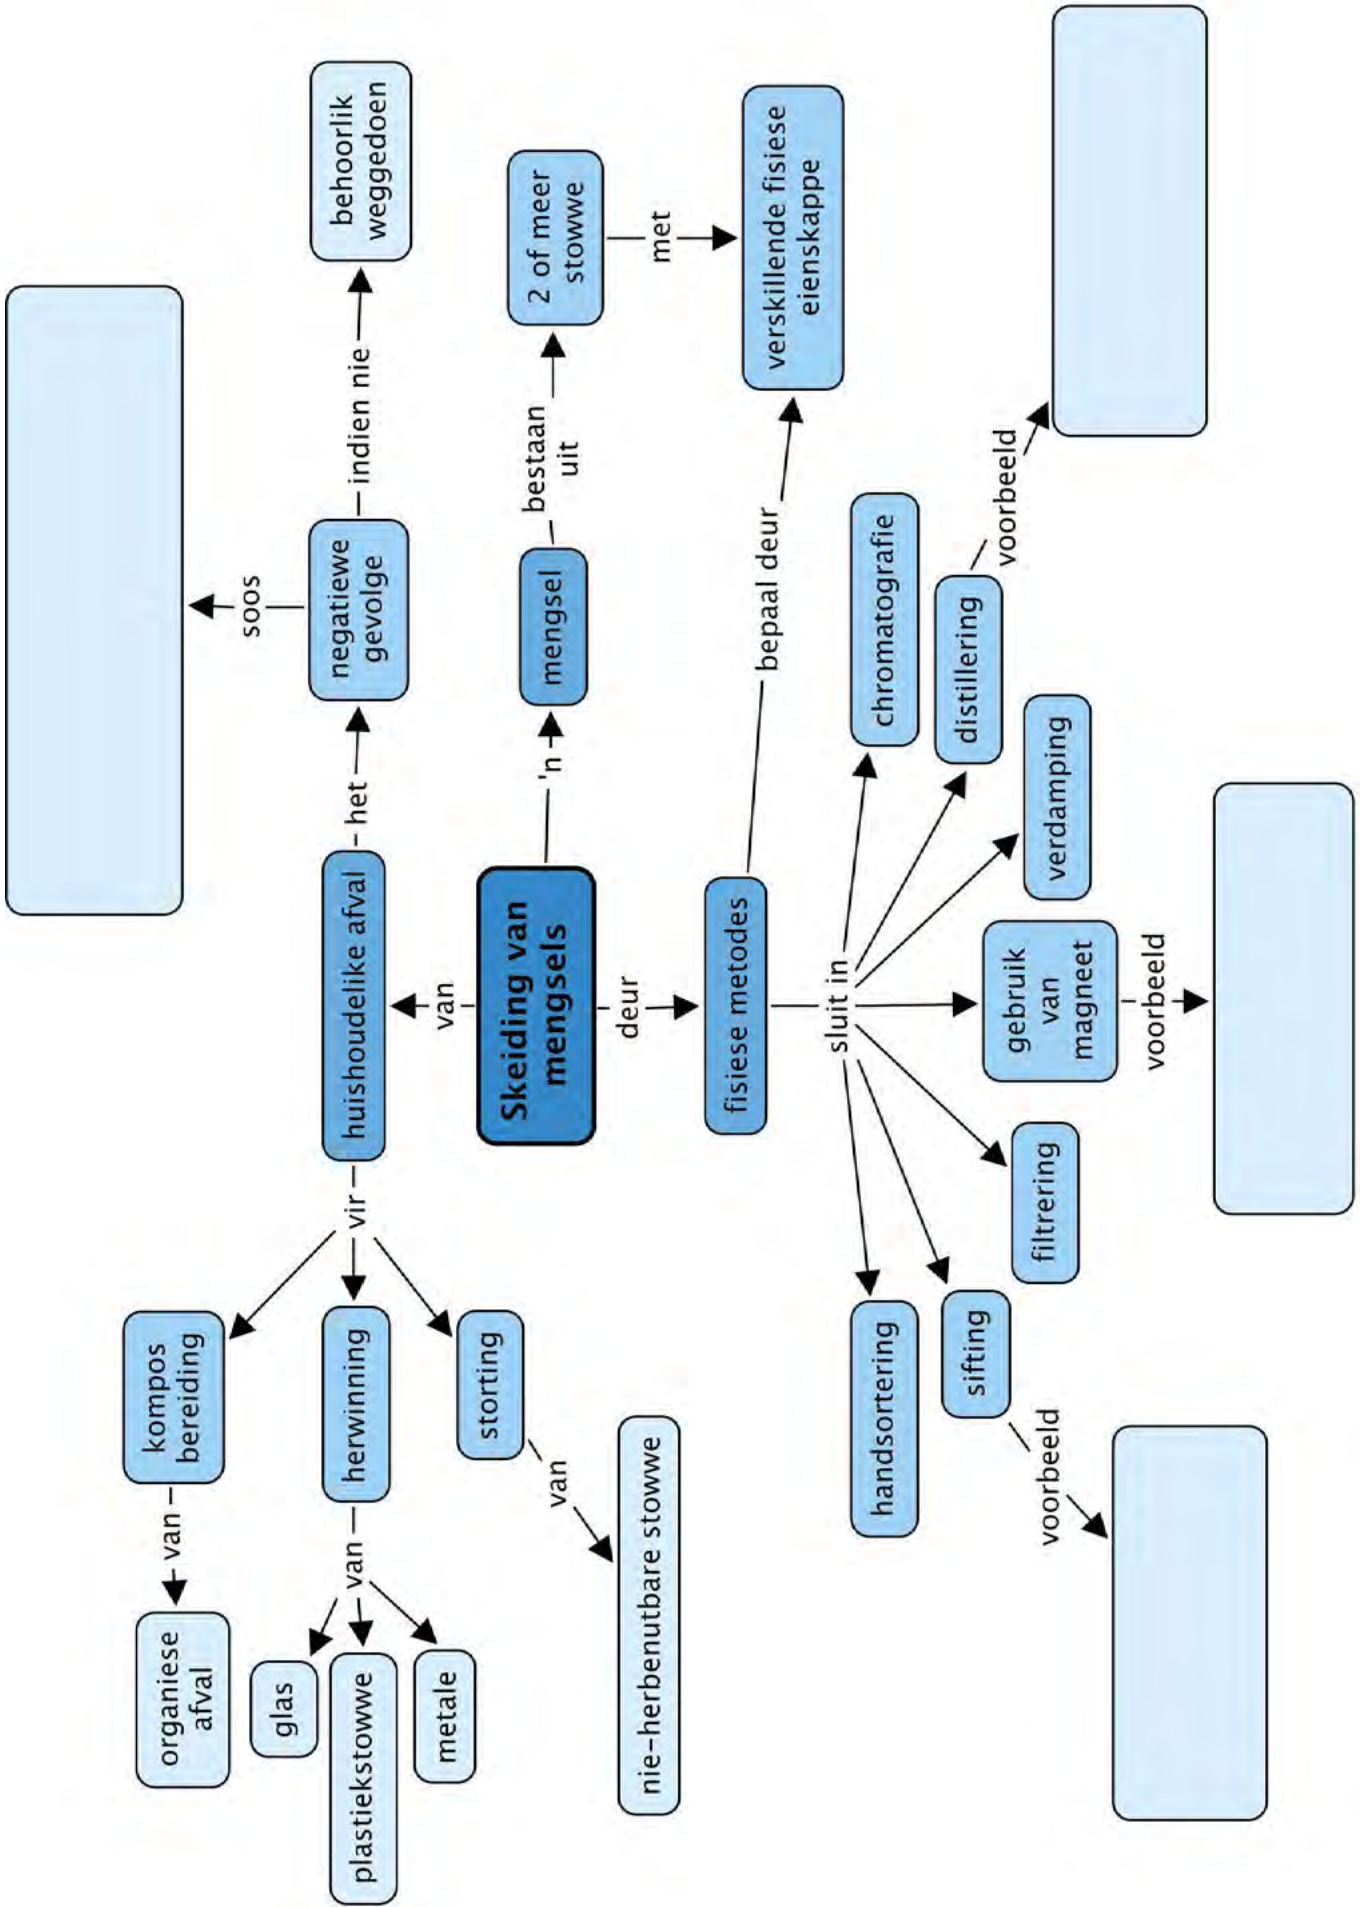 soos
negatiewe
gevolge
indien nie
behoorlik
weggedoen
het
huishoudelike afval
vir
kompos
bereiding
van
organiese
afval
herwinning
van
glas
plastiekstowwe
metale
storting
van
nie-herbenutbare stowwe
van
Skeiding van
mengsels
'n
mengsel
bestaan
uit
2 of meer
stowwe
met
verskillende fisiese
eienskappe
deur
fisiese metodes
bepaal deur
sluit in
handsortering
sifting
voorbeeld
filtrering
gebruik
van
magneet
voorbeeld
verdamping
distillering
voorbeeld
chromatografie